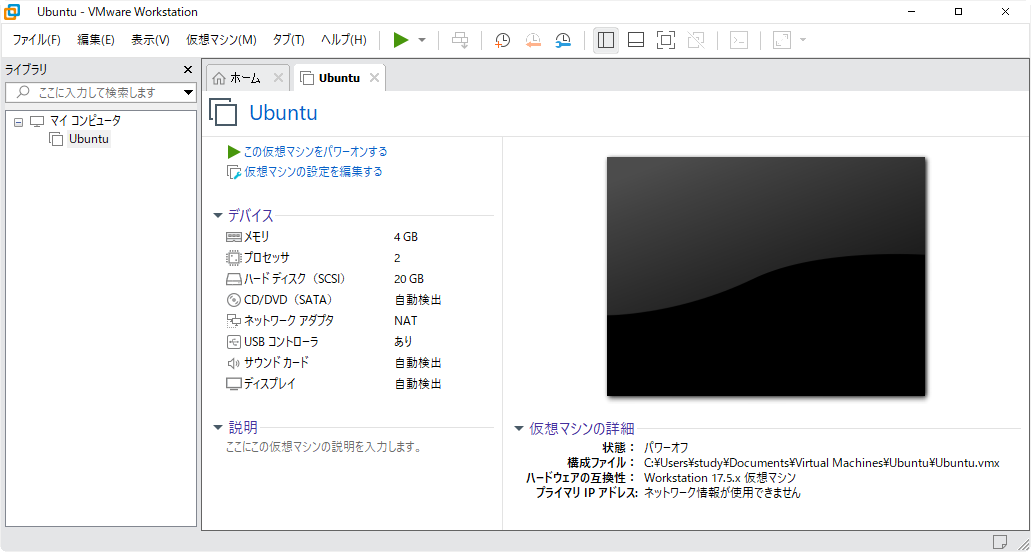 Ubuntu - VMware Workstation
ファイル(F) 編集(E) 表示(V) 仮想マシン(M) タブ(T) ヘルプ(H)
ライブラリ
ここに入力して検索します
マイ コンピュータ
Ubuntu
ホーム
Ubuntu
Ubuntu
この仮想マシンをパワーオンする
仮想マシンの設定を編集する
デバイス
メモリ 4 GB
プロセッサ 2
ハード ディスク（SCSI） 20 GB
CD/DVD（SATA） 自動検出
ネットワーク アダプタ NAT
USB コントローラ あり
サウンド カード 自動検出
ディスプレイ 自動検出
説明
ここにこの仮想マシンの説明を入力します。
仮想マシンの詳細
状態： パワーオフ
構成ファイル： C:¥Users¥study¥Documents¥Virtual Machines¥Ubuntu¥Ubuntu.vmx
ハードウェアの互換性： Workstation 17.5.x 仮想マシン
プライマリ IP アドレス: ネットワーク情報が使用できません